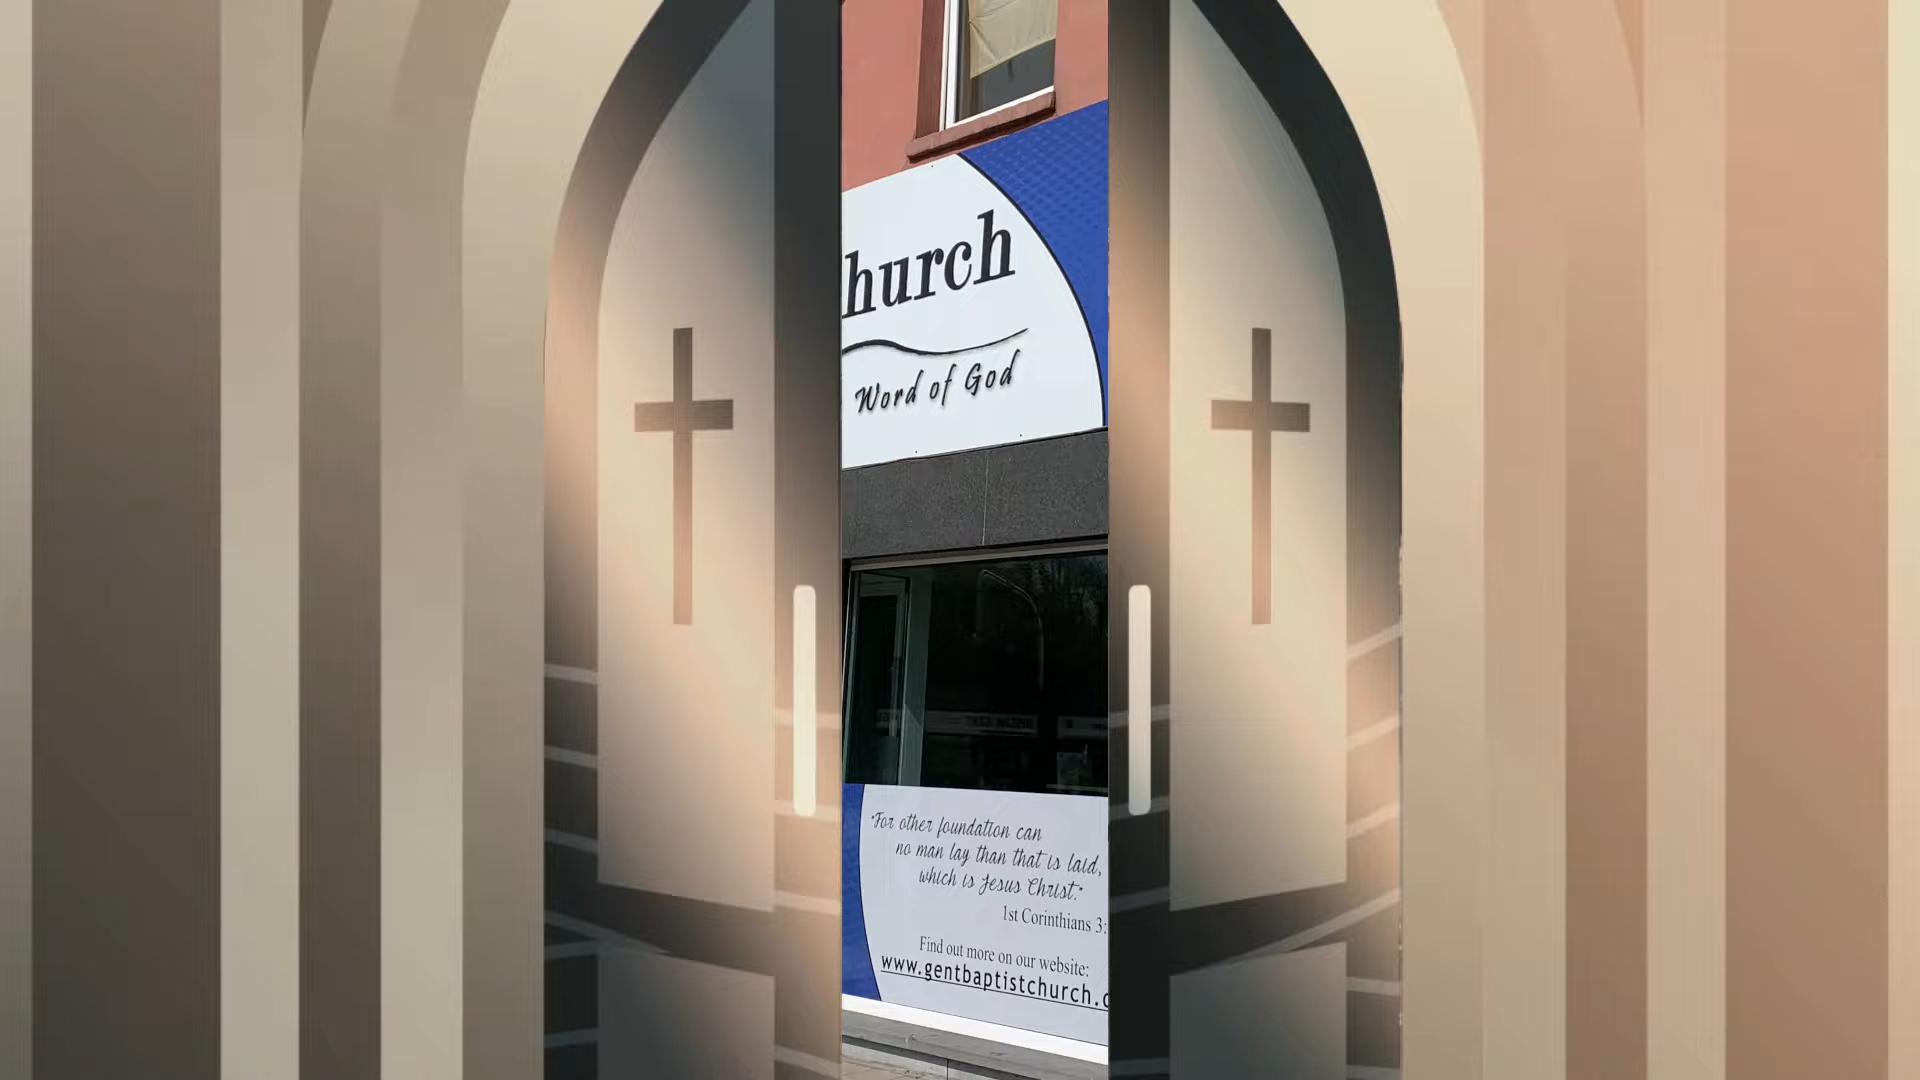 hurch
Word of God
"For other foundation can
no man lay than that is laid,
which is Jesus Christ."
1st Corinthians 3:
Find out more on our website:
www.gentbaptistchurch.c